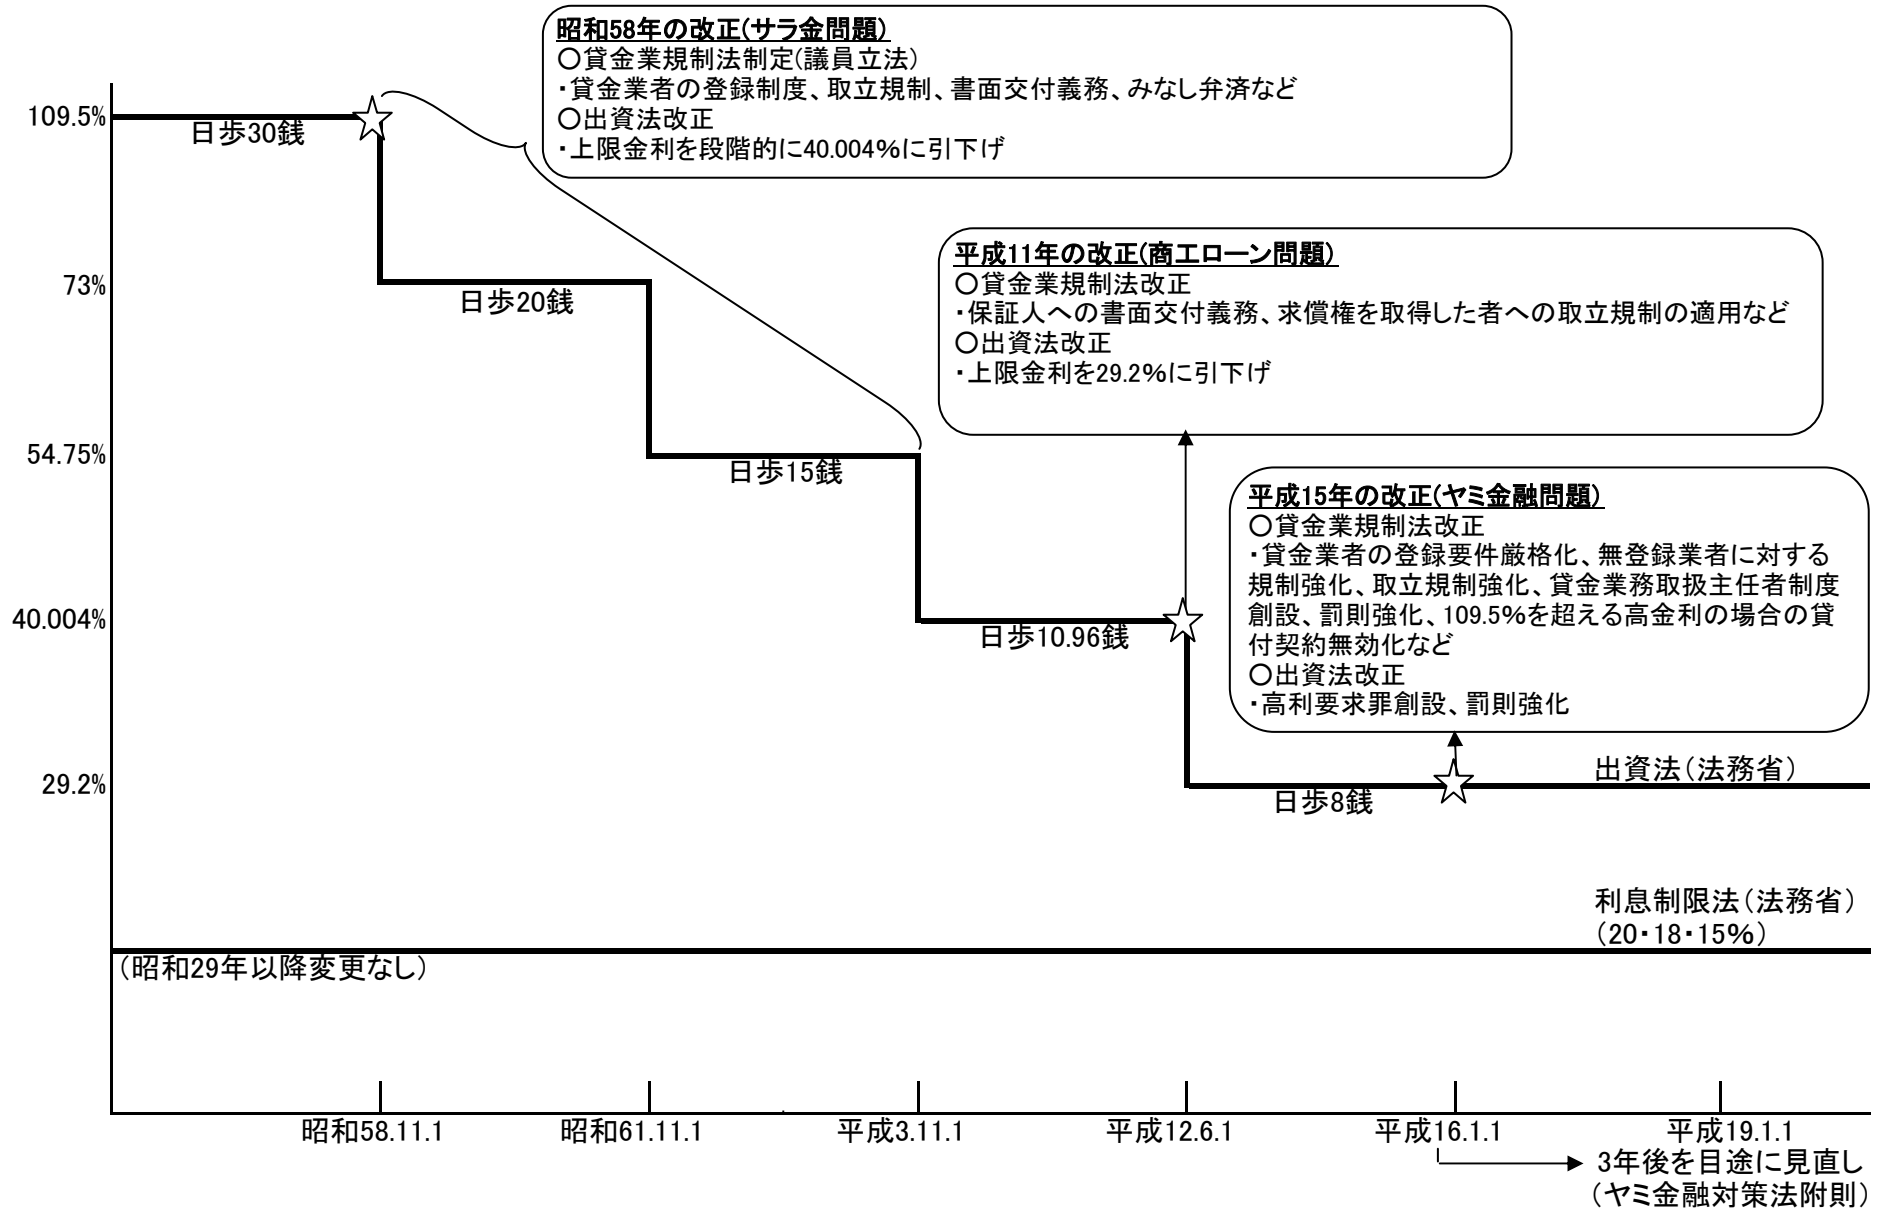 昭和58年の改正(サラ金問題)
○貸金業規制法制定(議員立法)
・貸金業者の登録制度、取立規制、書面交付義務、みなし弁済など
○出資法改正
・上限金利を段階的に40.004%に引下げ
109.5%
日歩30銭
平成11年の改正(商工ローン問題)
○貸金業規制法改正
・保証人への書面交付義務、求償権を取得した者への取立規制の適用など
○出資法改正
・上限金利を29.2%に引下げ
73%
日歩20銭
54.75%
日歩15銭
平成15年の改正(ヤミ金融問題)
○貸金業規制法改正
・貸金業者の登録要件厳格化、無登録業者に対する
規制強化、取立規制強化、貸金業務取扱主任者制度
創設、罰則強化、109.5%を超える高金利の場合の貸
付契約無効化など
○出資法改正
・高利要求罪創設、罰則強化
40.004%
日歩10.96銭
29.2%
日歩8銭
出資法(法務省)
利息制限法(法務省)
(20・18・15%)
(昭和29年以降変更なし)
昭和58.11.1
昭和61.11.1
平成3.11.1
平成12.6.1
平成16.1.1
平成19.1.1
3年後を目途に見直し
(ヤミ金融対策法附則)